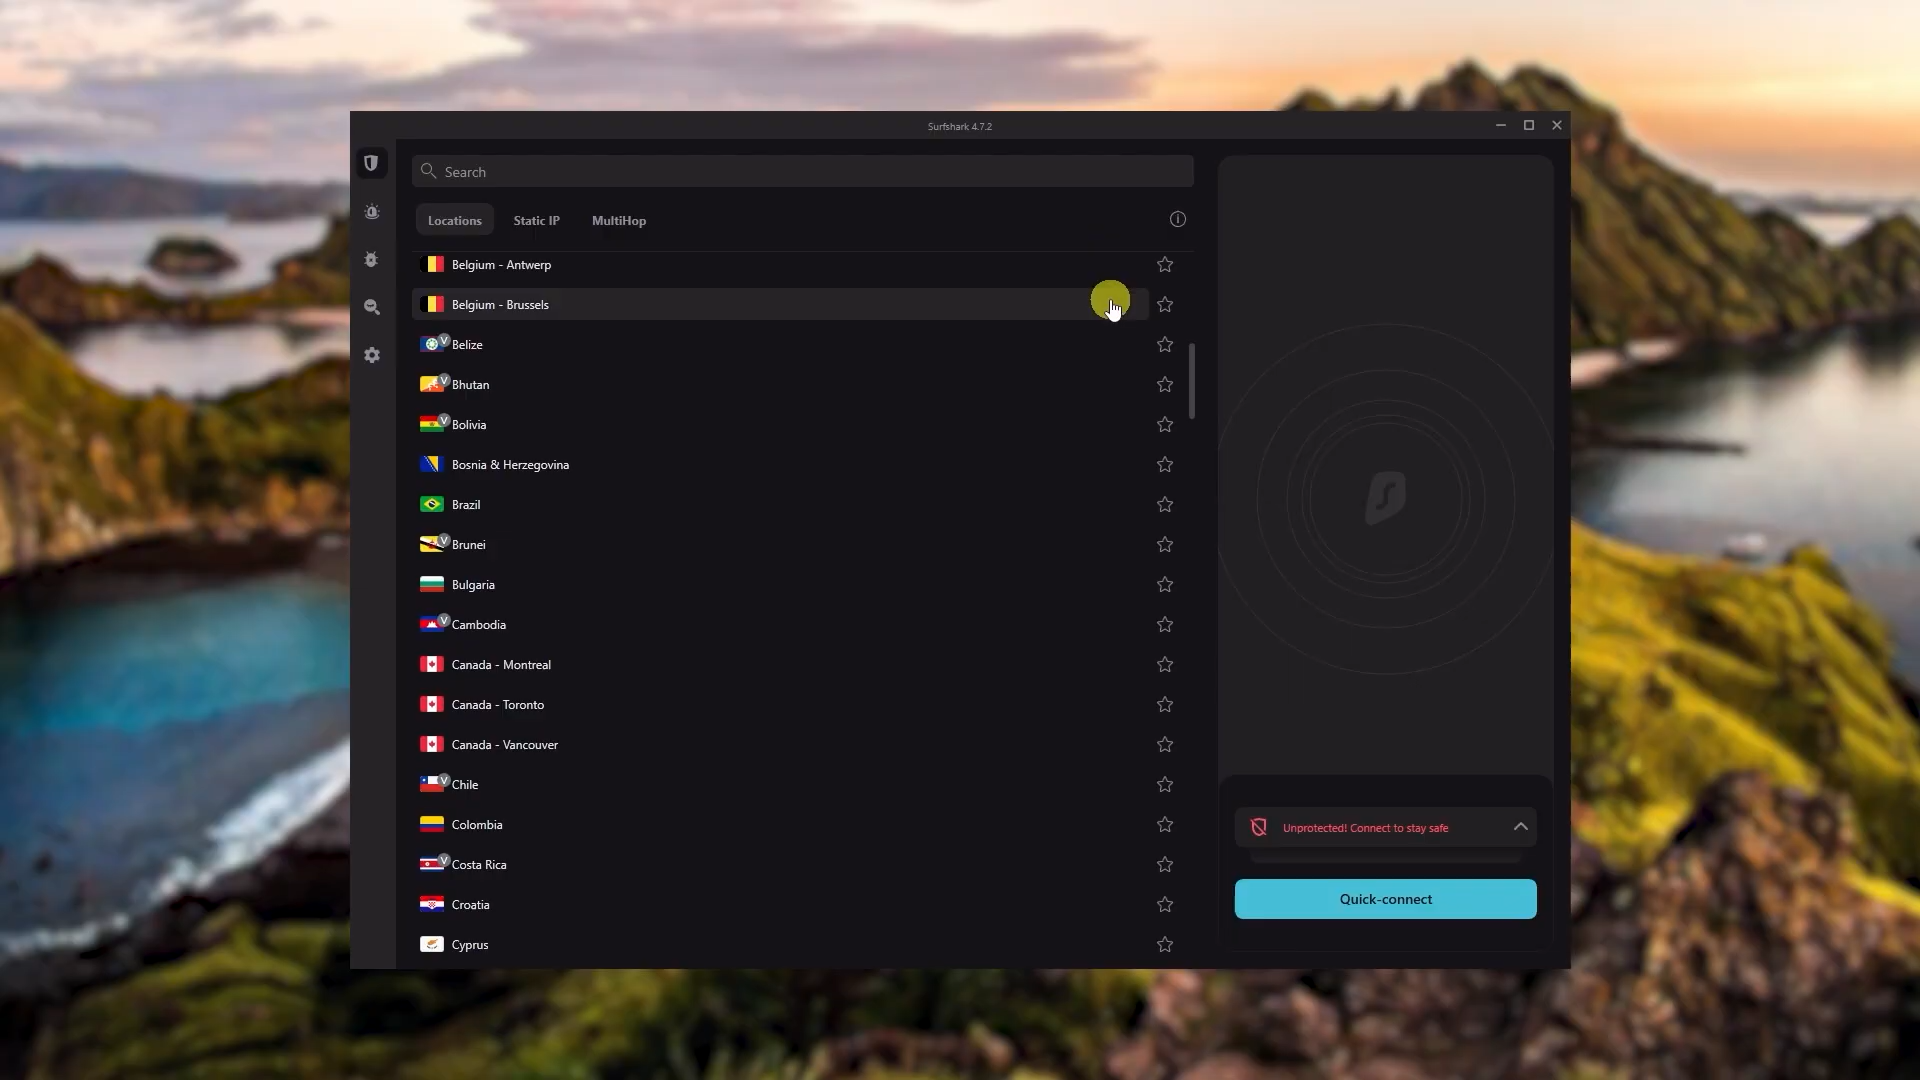 Surfshark 4.7.2
Search
Locations
Static IP
MultiHop
Belgium - Antwerp
Belgium - Brussels
V Belize
V Bhutan
V Bolivia
Bosnia & Herzegovina
Brazil
V Brunei
Bulgaria
V Cambodia
Canada - Montreal
Canada - Toronto
Canada - Vancouver
V Chile
Colombia
V Costa Rica
Croatia
Cyprus
Unprotected! Connect to stay safe
Quick-connect